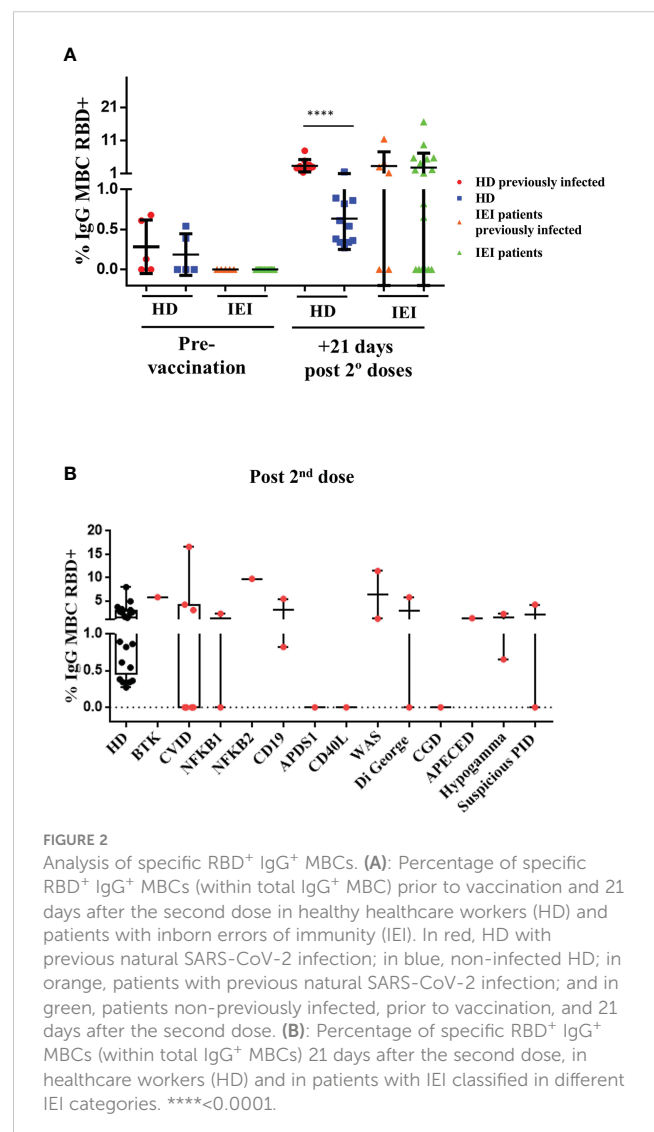 A
% IgG MBC RBD+
21
11
1
1.0
0.5
0.0
****
HD previously infected
HD
IEI patients
previously infected
IEI patients
HD
IEI
HD
IEI
Pre-
vaccination
+21 days
post 2º doses
B
Post 2nd dose
% IgG MBC RBD+
20
15
10
5
1.0
0.5
0.0
HD
BTK
CVID
NFKB1
NFKB2
CD19
APDS1
CD40L
WAS
Di George
CGD
APECED
Hypogamma
Suspicious PID
FIGURE 2
Analysis of specific RBD+ IgG+ MBCs. (A): Percentage of specific
RBD+ IgG+ MBCs (within total IgG+ MBC) prior to vaccination and 21
days after the second dose in healthy healthcare workers (HD) and
patients with inborn errors of immunity (IEI). In red, HD with
previous natural SARS-CoV-2 infection; in blue, non-infected HD; in
orange, patients with previous natural SARS-CoV-2 infection; and in
green, patients non-previously infected, prior to vaccination, and 21
days after the second dose. (B): Percentage of specific RBD+ IgG+
MBCs (within total IgG+ MBCs) 21 days after the second dose, in
healthcare workers (HD) and in patients with IEI classified in different
IEI categories. ****<0.0001.